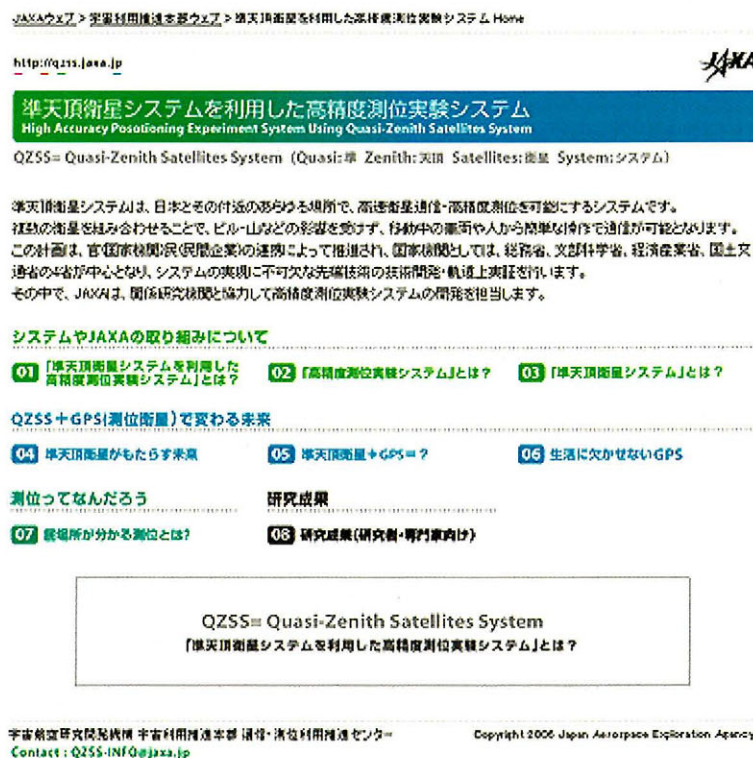 JAXAウェブ > 宇宙利用推進本部ウェブ > 準天頂衛星を利用した高精度測位実験システム Home
http://qzss.jaxa.jp
JAXA
準天頂衛星システムを利用した高精度測位実験システム
High Accuracy Posotioning Experiment System Using Quasi-Zenith Satellites System
QZSS= Quasi-Zenith Satellites System (Quasi:準 Zenith:天頂 Satellites:衛星 System:システム)
準天頂衛星システムは、日本とその付近のあらゆる場所で、高速衛星通信・高精度測位を可能にするシステムです。
複数の衛星を組み合わせることで、ビル・山などの影響を受けず、移動中の車両や人から簡単な操作で通信が可能となります。
この計画は、官(国家機関)民(民間企業)の連携によって推進され、国家機関としては、総務省、文部科学省、経済産業省、国土交
通省の4省が中心となり、システムの実現に不可欠な先端技術の技術開発・軌道上実証を行います。
その中で、JAXAは、関係研究機関と協力して高精度測位実験システムの開発を担当します。
システムやJAXAの取り組みについて
01 「準天頂衛星システムを利用した
高精度測位実験システム」とは?
02 「高精度測位実験システム」とは?
03 「準天頂衛星システム」とは?
QZSS+GPS(測位衛星)で変わる未来
04 準天頂衛星がもたらす未来
05 準天頂衛星+GPS=?
06 生活に欠かせないGPS
測位ってなんだろう
研究成果
07 居場所が分かる測位とは?
08 研究成果(研究者・専門家向け)
QZSS= Quasi-Zenith Satellites System
「準天頂衛星システムを利用した高精度測位実験システム」とは?
宇宙航空研究開発機構 宇宙利用推進本部 通信・測位利用推進センター
Copyright 2006 Japan Aerospace Exploration Agency
Contact : QZSS-INFO@jaxa.jp